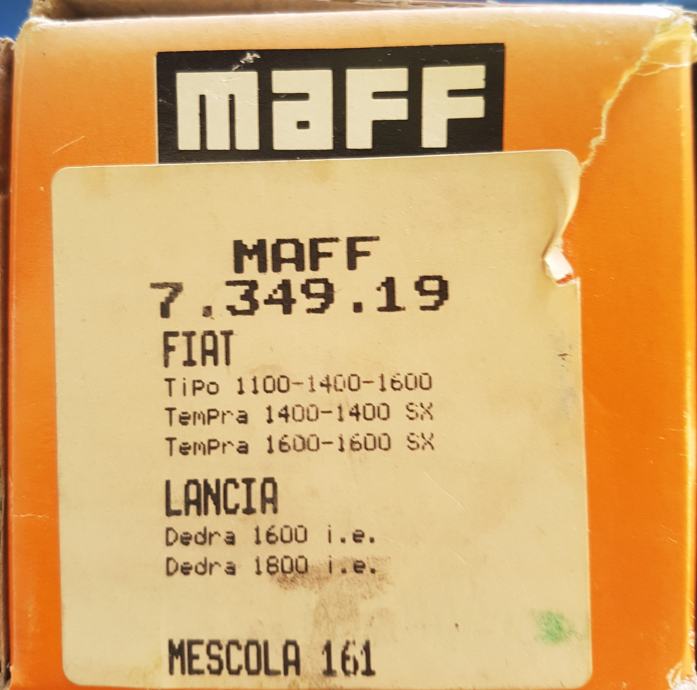 maFF
MAFF
7.349.19
FIAT
Tipo 1100-1400-1600
Tempra 1400-1400 SX
Tempra 1600-1600 SX
LANCIA
Dedra 1600 i.e.
Dedra 1800 i.e.
MESCOLA 161